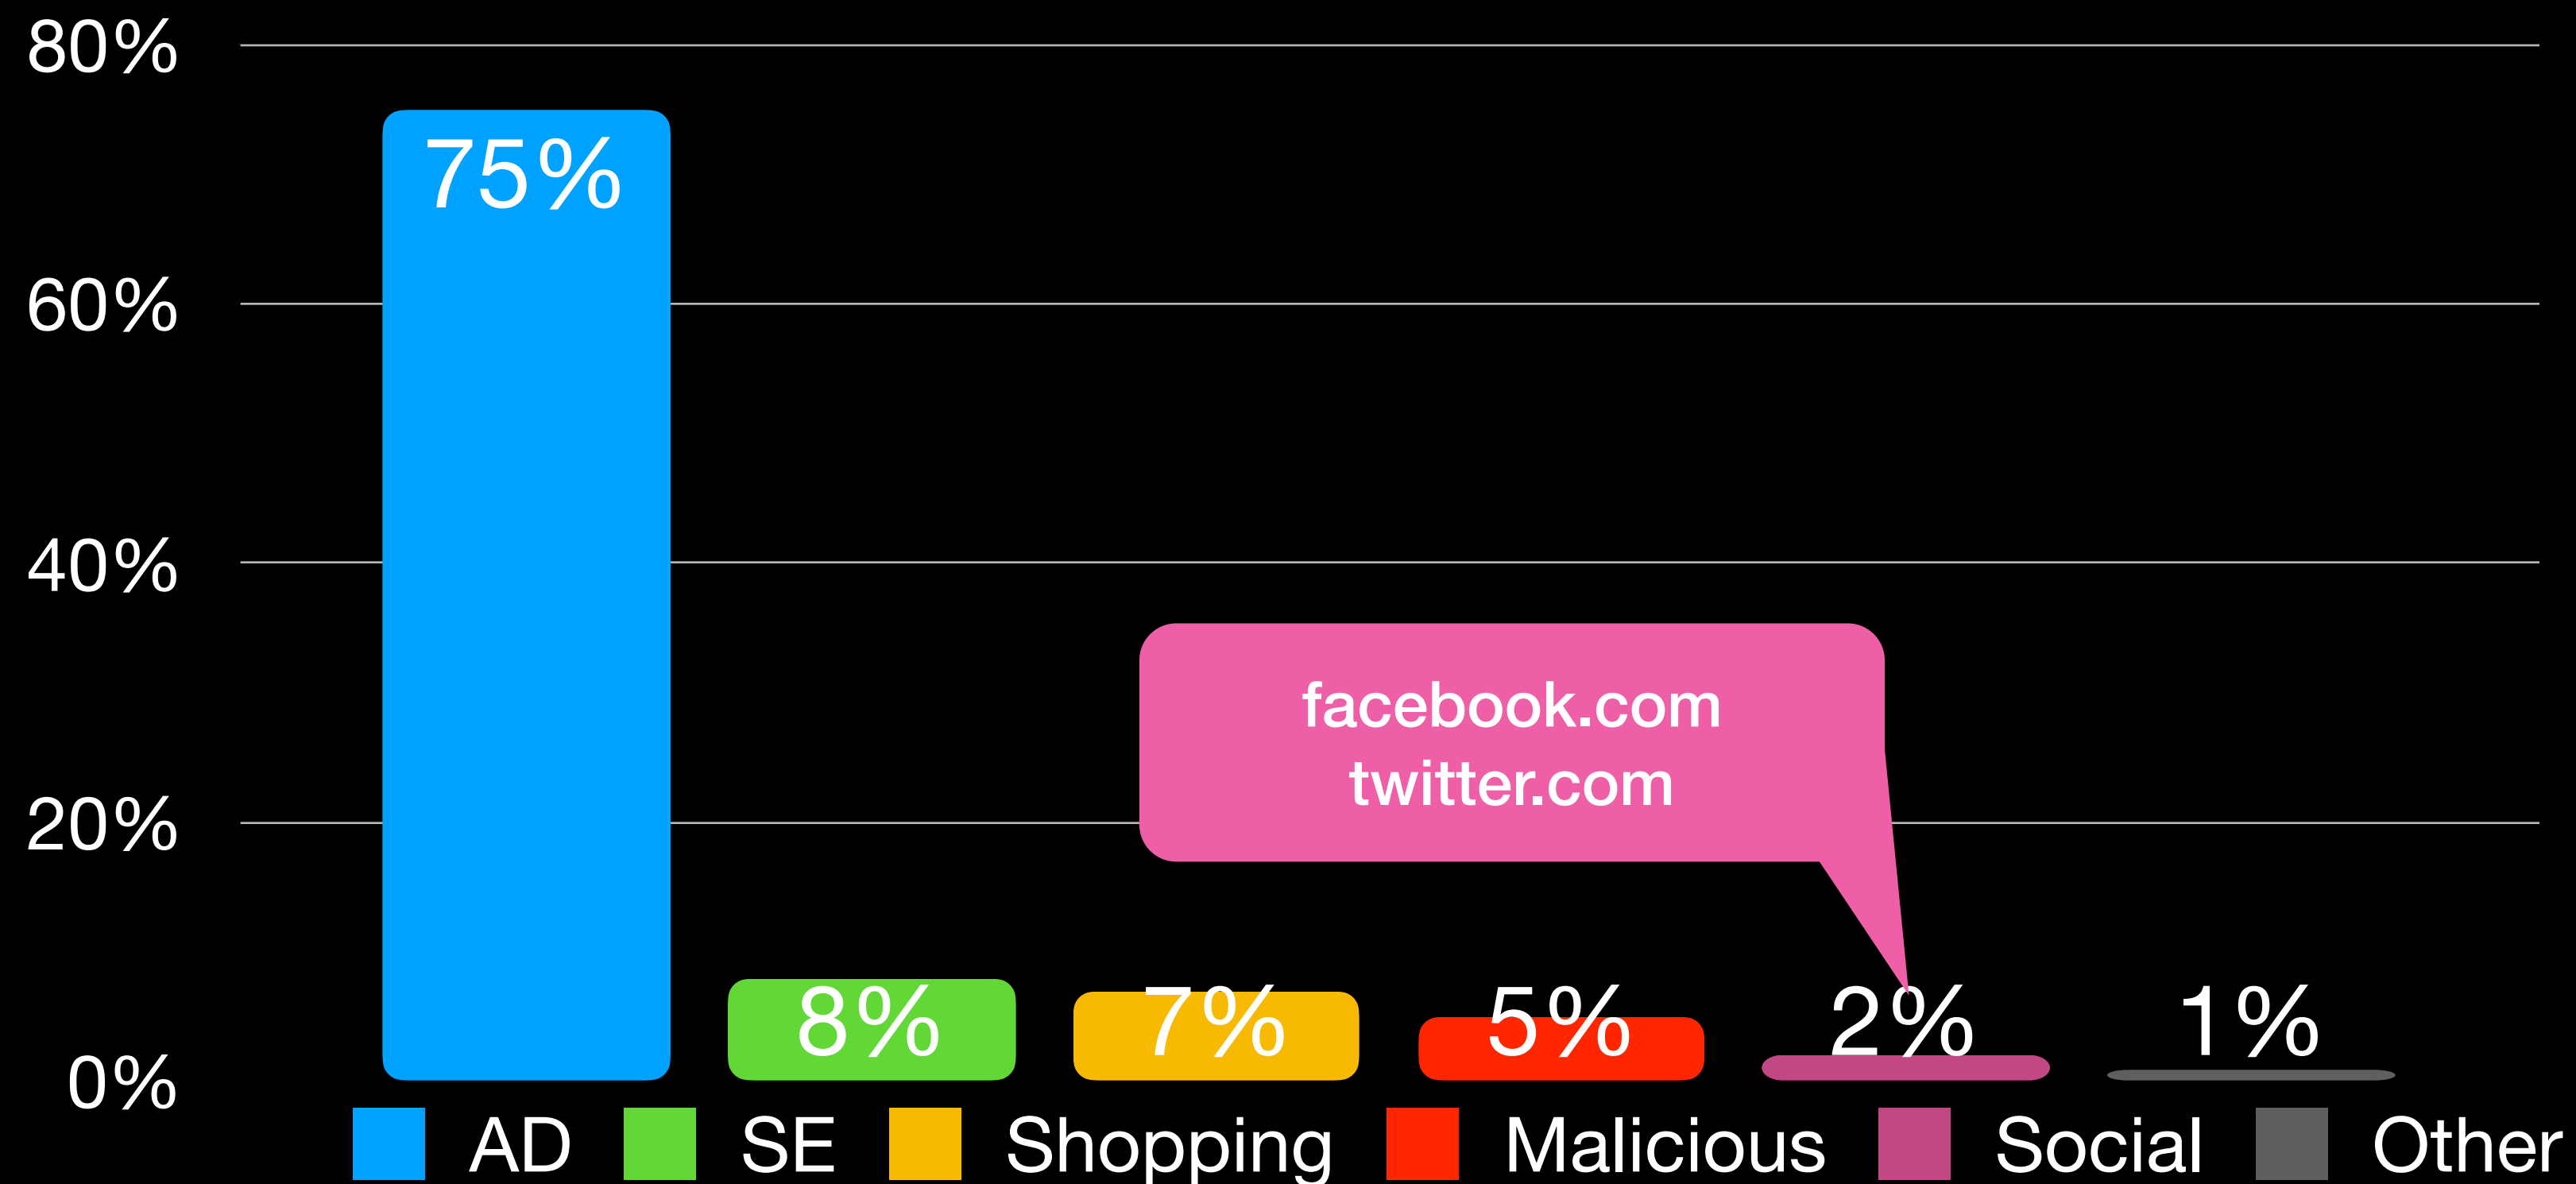 80%
75%
60%
40%
facebook.com
twitter.com
20%
8%
7%
5%
2%
1%
0%
AD
SE
Shopping
Malicious
Social
Other